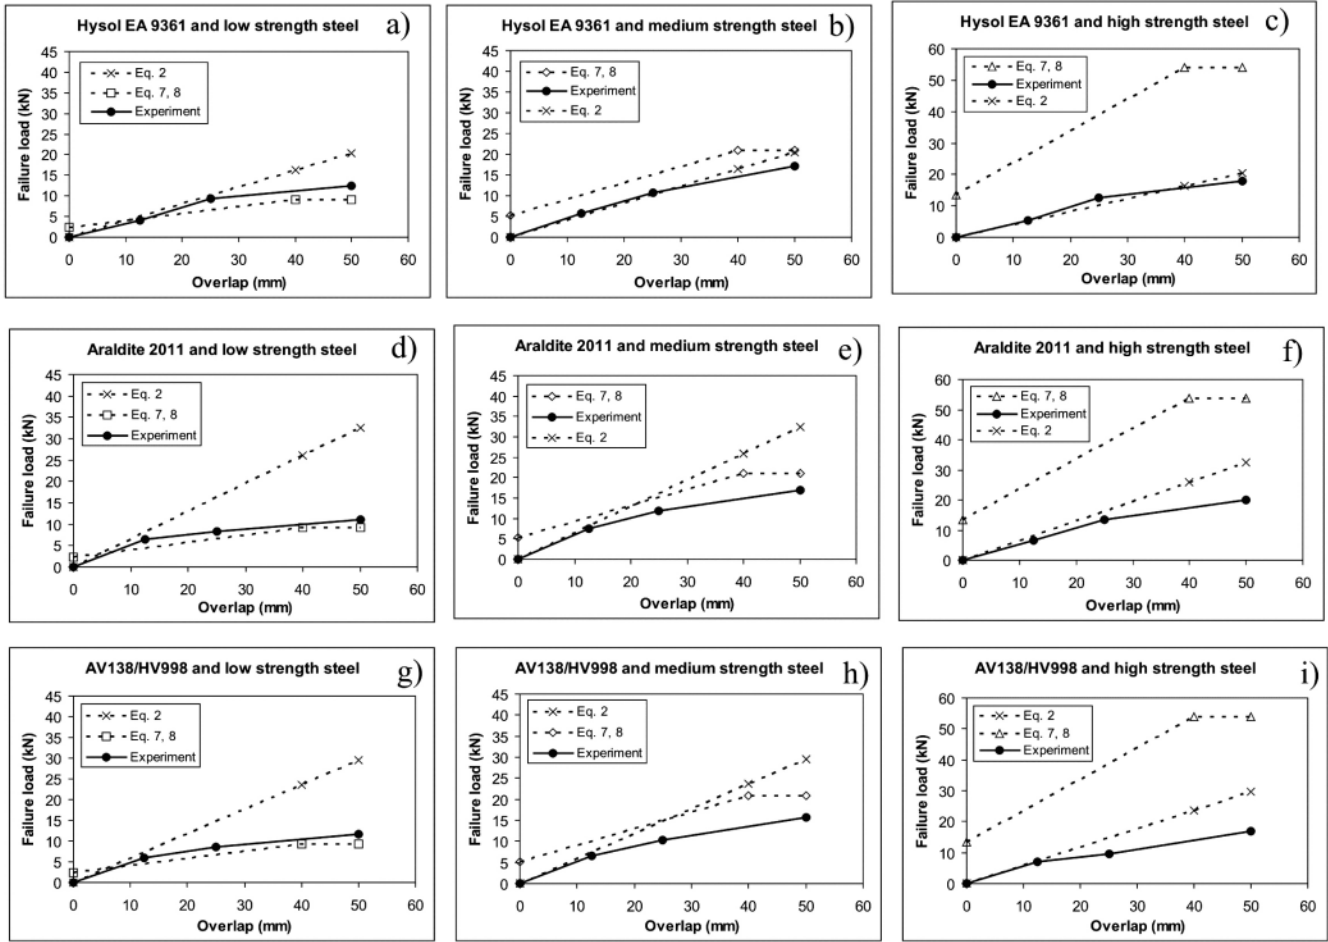 Hysol EA 9361 and low strength steel
a)
Failure load (kN)
45
40
35
30
25
20
15
10
5
0
Eq. 2
Eq. 7, 8
Experiment
0 10 20 30 40 50 60
Overlap (mm)
Hysol EA 9361 and medium strength steel
b)
Failure load (kN)
45
40
35
30
25
20
15
10
5
0
Eq. 7, 8
Experiment
Eq. 2
0 10 20 30 40 50 60
Overlap (mm)
Hysol EA 9361 and high strength steel
c)
Failure load (kN)
60
50
40
30
20
10
0
Eq. 7, 8
Experiment
Eq. 2
0 10 20 30 40 50 60
Overlap (mm)
Araldite 2011 and low strength steel
d)
Failure load (kN)
45
40
35
30
25
20
15
10
5
0
Eq. 2
Eq. 7, 8
Experiment
0 10 20 30 40 50 60
Overlap (mm)
Araldite 2011 and medium strength steel
e)
Failure load (kN)
45
40
35
30
25
20
15
10
5
0
Eq. 7, 8
Experiment
Eq. 2
0 10 20 30 40 50 60
Overlap (mm)
Araldite 2011 and high strength steel
f)
Failure load (kN)
60
50
40
30
20
10
0
Eq. 7, 8
Experiment
Eq. 2
0 10 20 30 40 50 60
Overlap (mm)
AV138/HV998 and low strength steel
g)
Failure load (kN)
45
40
35
30
25
20
15
10
5
0
Eq. 2
Eq. 7, 8
Experiment
0 10 20 30 40 50 60
Overlap (mm)
AV138/HV998 and medium strength steel
h)
Failure load (kN)
45
40
35
30
25
20
15
10
5
0
Eq. 2
Eq. 7, 8
Experiment
0 10 20 30 40 50 60
Overlap (mm)
AV138/HV998 and high strength steel
i)
Failure load (kN)
60
50
40
30
20
10
0
Eq. 2
Eq. 7, 8
Experiment
0 10 20 30 40 50 60
Overlap (mm)